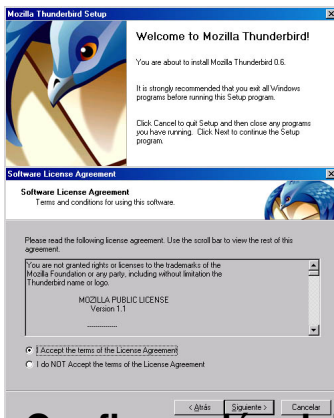 Mozilla Thunderbird Setup
Welcome to Mozilla Thunderbird!
You are about to install Mozilla Thunderbird 0.6.
It is strongly recommended that you exit all Windows
programs before running this Setup program.
Click Cancel to quit Setup and then close any programs
you have running. Click Next to continue the Setup
program.
Software License Agreement
Software License Agreement
Terms and conditions for using this software.
Please read the following license agreement. Use the scroll bar to view the rest of this
agreement.
You are not granted rights or licenses to the trademarks of the
Mozilla Foundation or any party, including without limitation the
Thunderbird name or logo.
MOZILLA PUBLIC LICENSE
Version 1.1
---------------
I Accept the terms of the License Agreement
I do NOT Accept the terms of the License Agreement
< Atrás
Siguiente >
Cancelar